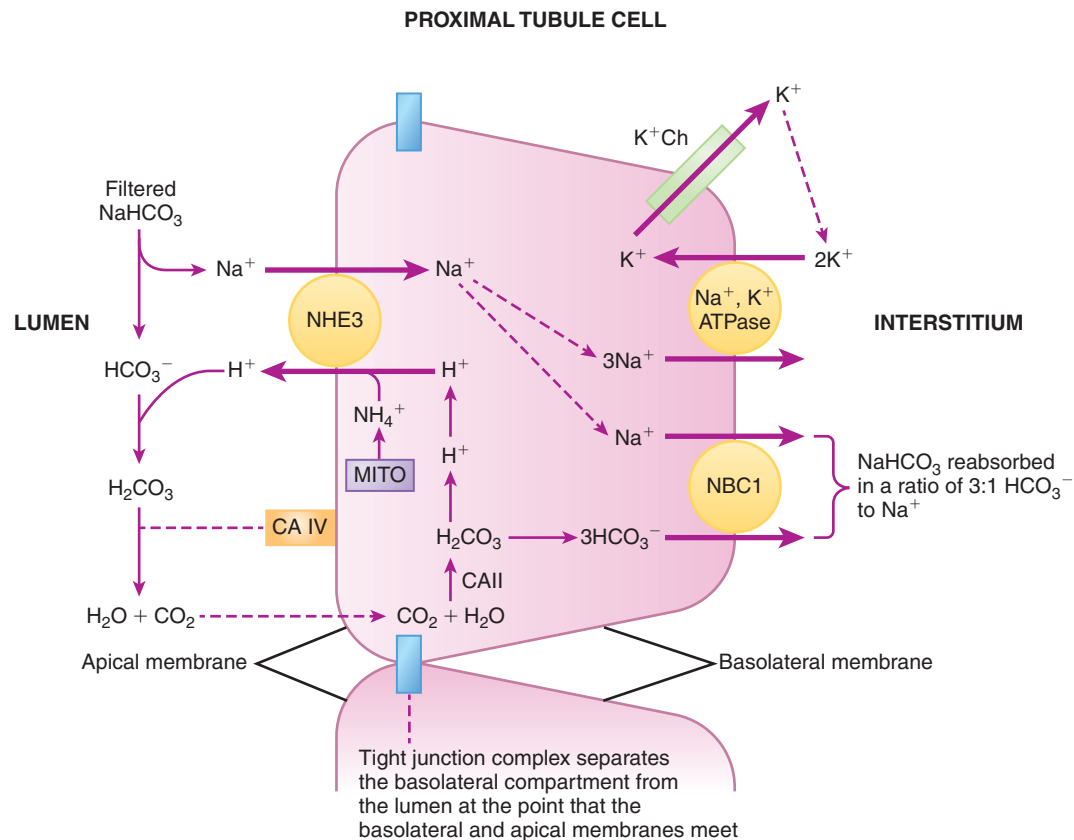 PROXIMAL TUBULE CELL
K⁺
K⁺Ch
Filtered
NaHCO₃
Na⁺
Na⁺
K⁺
2K⁺
Na⁺, K⁺
ATPase
LUMEN
NHE3
INTERSTITIUM
3Na⁺
HCO₃⁻
H⁺
H⁺
NH₄⁺
Na⁺
H⁺
MITO
NBC1
NaHCO₃ reabsorbed
in a ratio of 3:1 HCO₃⁻
to Na⁺
H₂CO₃
CA IV
H₂CO₃
3HCO₃⁻
CAII
H₂O + CO₂
CO₂ + H₂O
Apical membrane
Basolateral membrane
Tight junction complex separates
the basolateral compartment from
the lumen at the point that the
basolateral and apical membranes meet